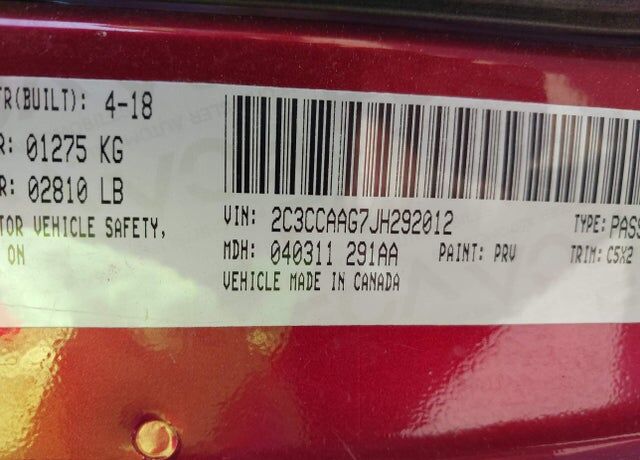 TR(BUILT): 4-18
R: 01275 KG
R: 02810 LB
TOR VEHICLE SAFETY,
ON
VIN: 2C3CCAAG7JH292012
TYPE: PASS
MDH: 040311 291AA
PAINT: PRV
TRIM: C5X2
VEHICLE MADE IN CANADA